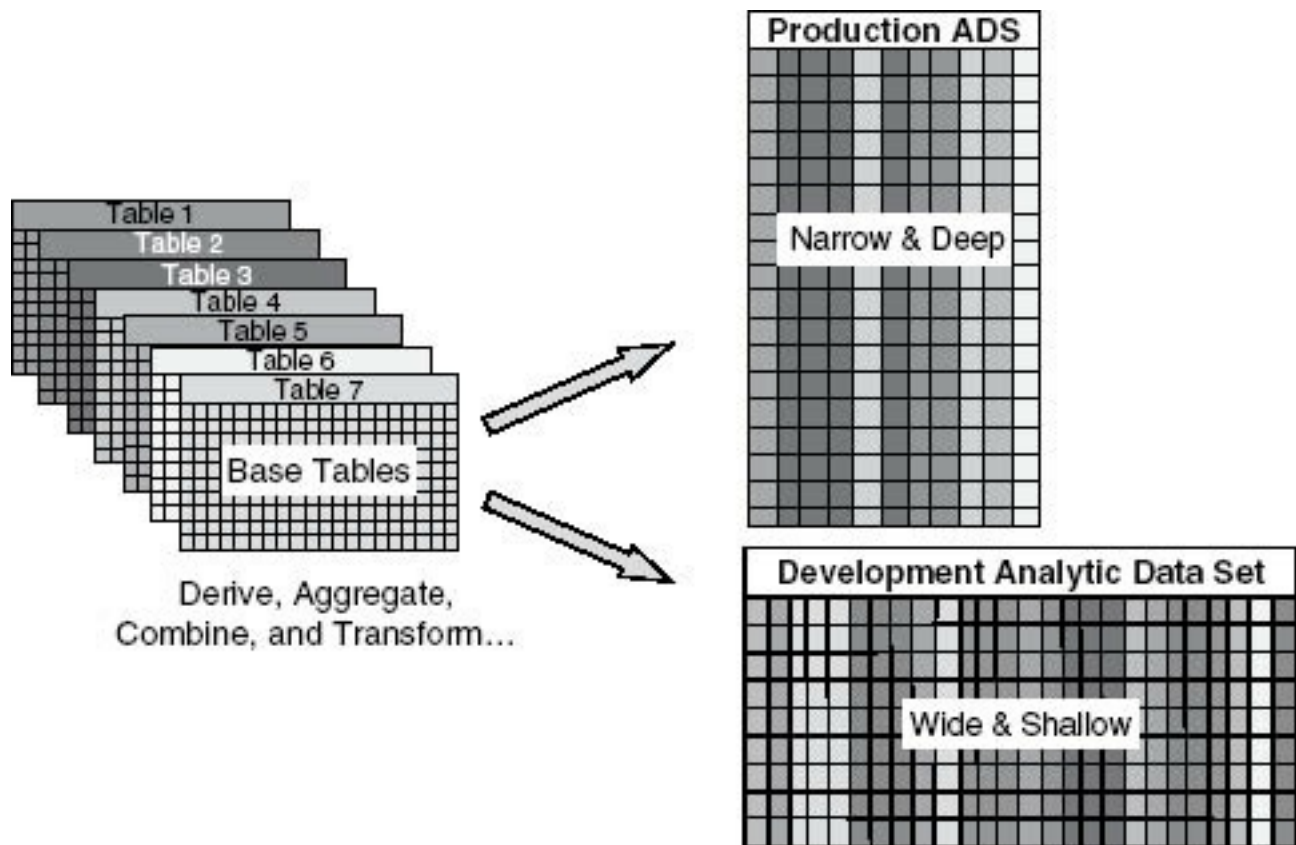 Table 1
Table 2
Table 3
Table 4
Table 5
Table 6
Table 7
Base Tables
Derive, Aggregate,
Combine, and Transform...
Production ADS
Narrow & Deep
Development Analytic Data Set
Wide & Shallow